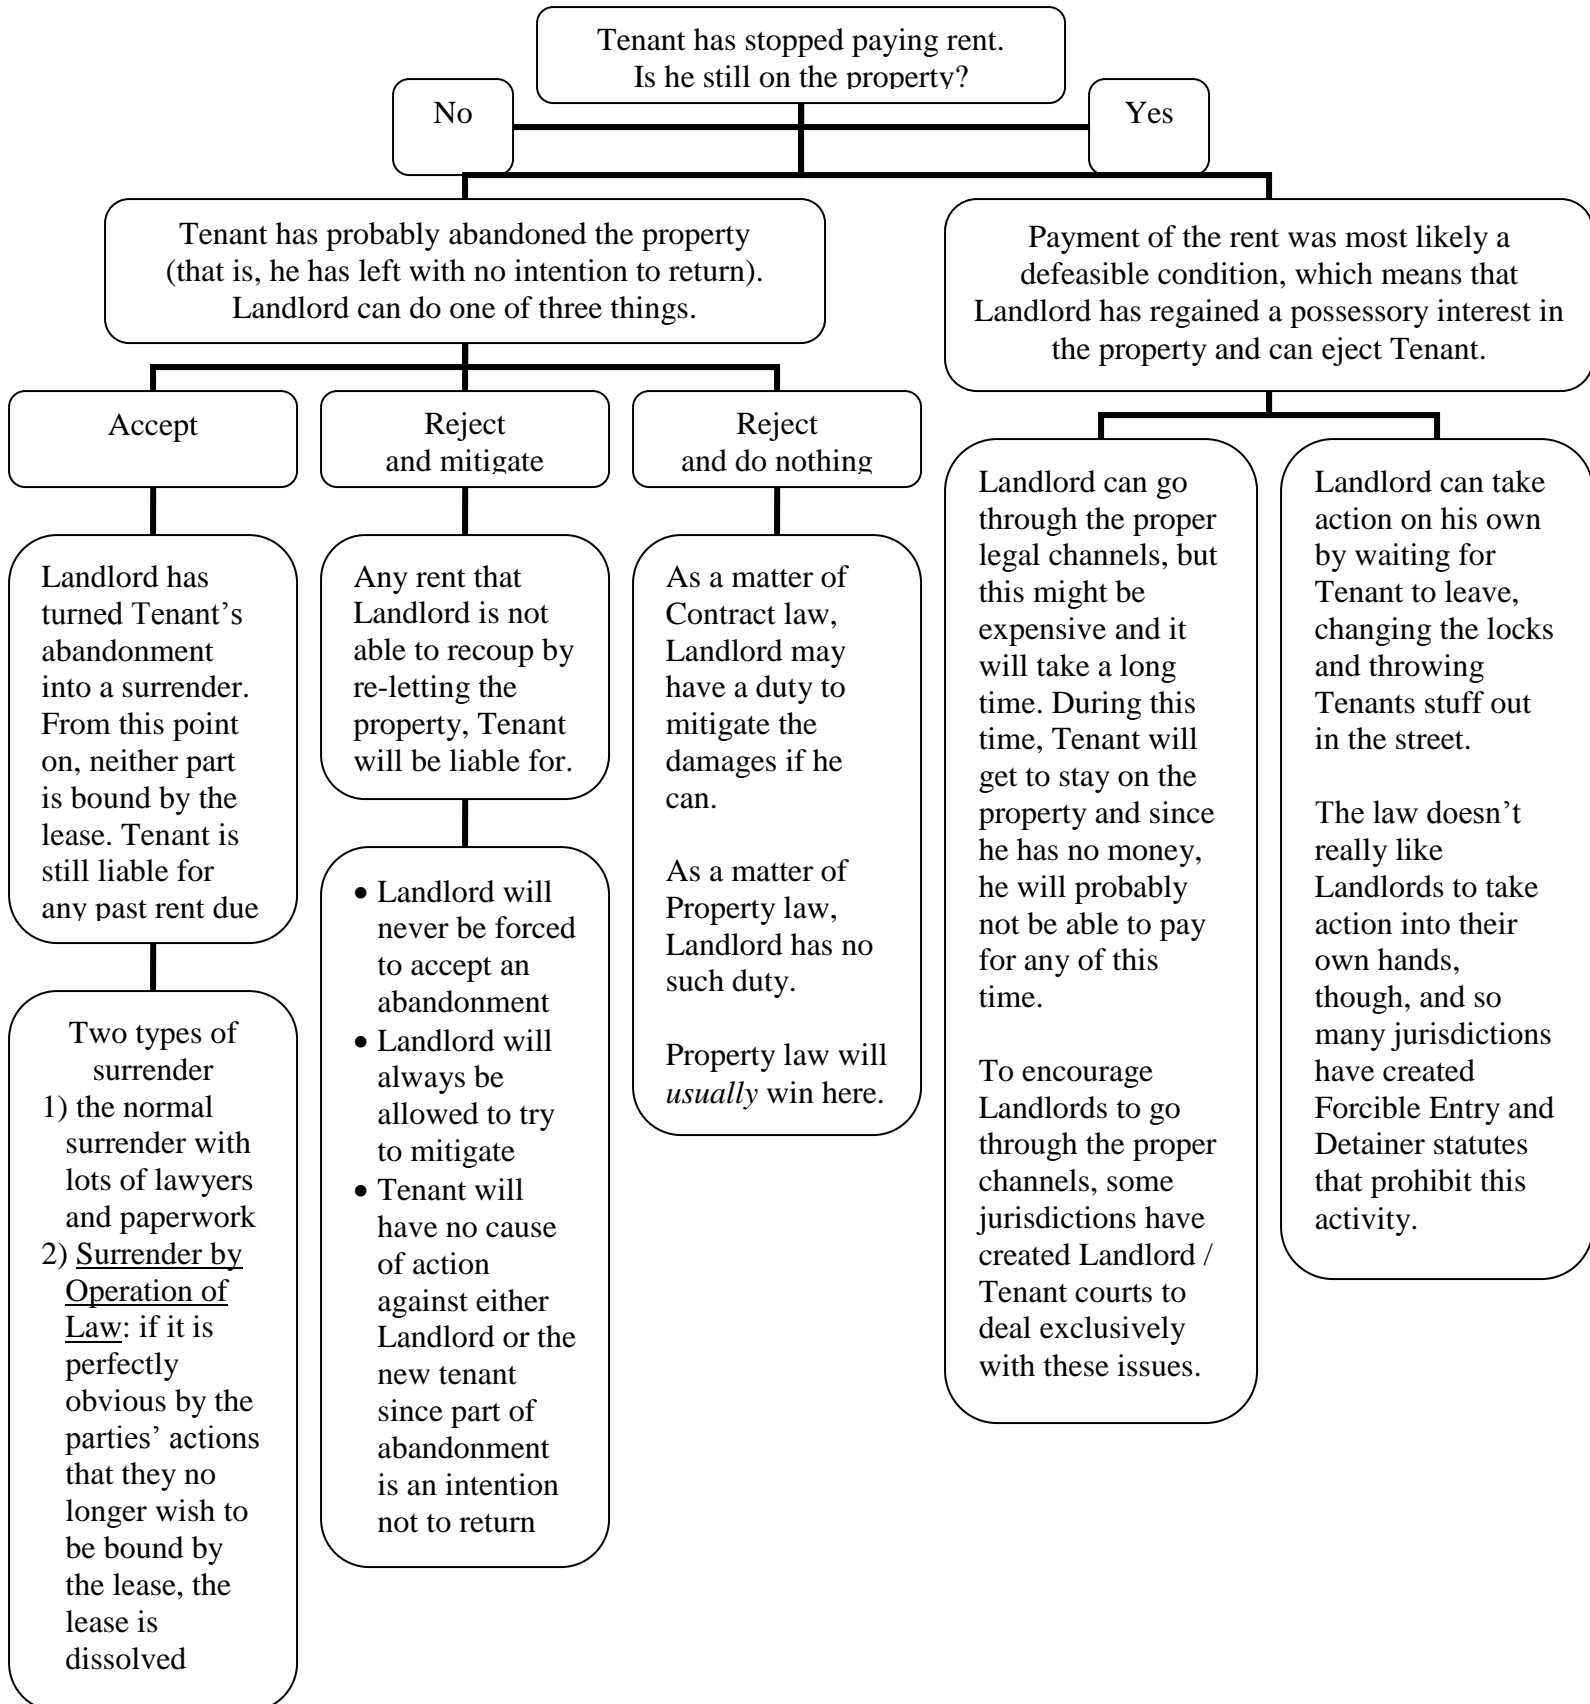 Tenant has stopped paying rent.
Is he still on the property?
No
Yes
Tenant has probably abandoned the property
(that is, he has left with no intention to return).
Landlord can do one of three things.
Payment of the rent was most likely a
defeasible condition, which means that
Landlord has regained a possessory interest in
the property and can eject Tenant.
Accept
Reject
and mitigate
Reject
and do nothing
Landlord has
turned Tenant’s
abandonment
into a surrender.
From this point
on, neither part
is bound by the
lease. Tenant is
still liable for
any past rent due
Two types of
surrender
1) the normal
surrender with
lots of lawyers
and paperwork
2) Surrender by
Operation of
Law: if it is
perfectly
obvious by the
parties’ actions
that they no
longer wish to
be bound by
the lease, the
lease is
dissolved
Any rent that
Landlord is not
able to recoup by
re-letting the
property, Tenant
will be liable for.
• Landlord will
never be forced
to accept an
abandonment
• Landlord will
always be
allowed to try
to mitigate
• Tenant will
have no cause
of action
against either
Landlord or the
new tenant
since part of
abandonment
is an intention
not to return
As a matter of
Contract law,
Landlord may
have a duty to
mitigate the
damages if he
can.
As a matter of
Property law,
Landlord has no
such duty.
Property law will
usually win here.
Landlord can go
through the proper
legal channels, but
this might be
expensive and it
will take a long
time. During this
time, Tenant will
get to stay on the
property and since
he has no money,
he will probably
not be able to pay
for any of this
time.
To encourage
Landlords to go
through the proper
channels, some
jurisdictions have
created Landlord /
Tenant courts to
deal exclusively
with these issues.
Landlord can take
action on his own
by waiting for
Tenant to leave,
changing the locks
and throwing
Tenants stuff out
in the street.
The law doesn’t
really like
Landlords to take
action into their
own hands,
though, and so
many jurisdictions
have created
Forcible Entry and
Detainer statutes
that prohibit this
activity.